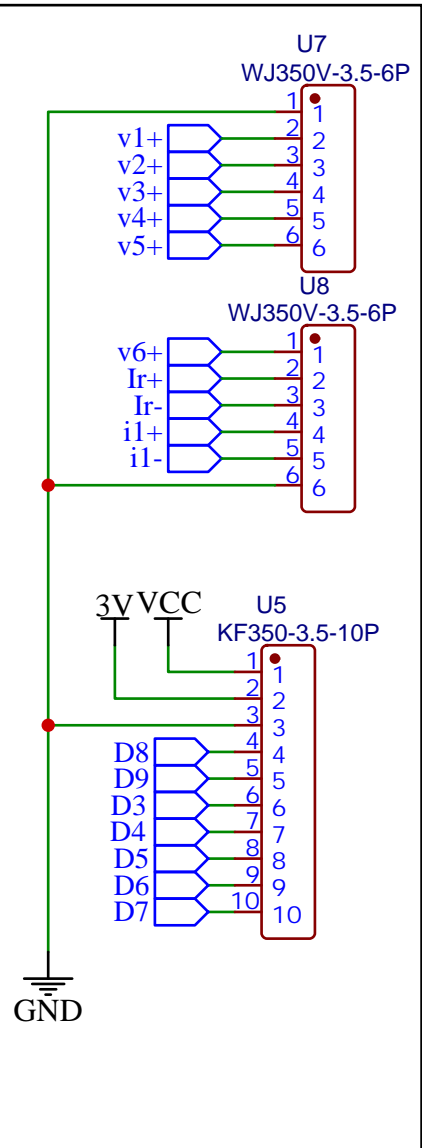 U7
WJ350V-3.5-6P
1 1
v1+ 2 2
v2+ 3 3
v3+ 4 4
v4+ 5 5
v5+ 6 6
U8
WJ350V-3.5-6P
v6+ 1 1
Ir+ 2 2
Ir- 3 3
i1+ 4 4
i1- 5 5
6 6
3V VCC
U5
KF350-3.5-10P
1 1
2 2
3 3
D8 4 4
D9 5 5
D3 6 6
D4 7 7
D5 8 8
D6 9 9
D7 10 10
GND